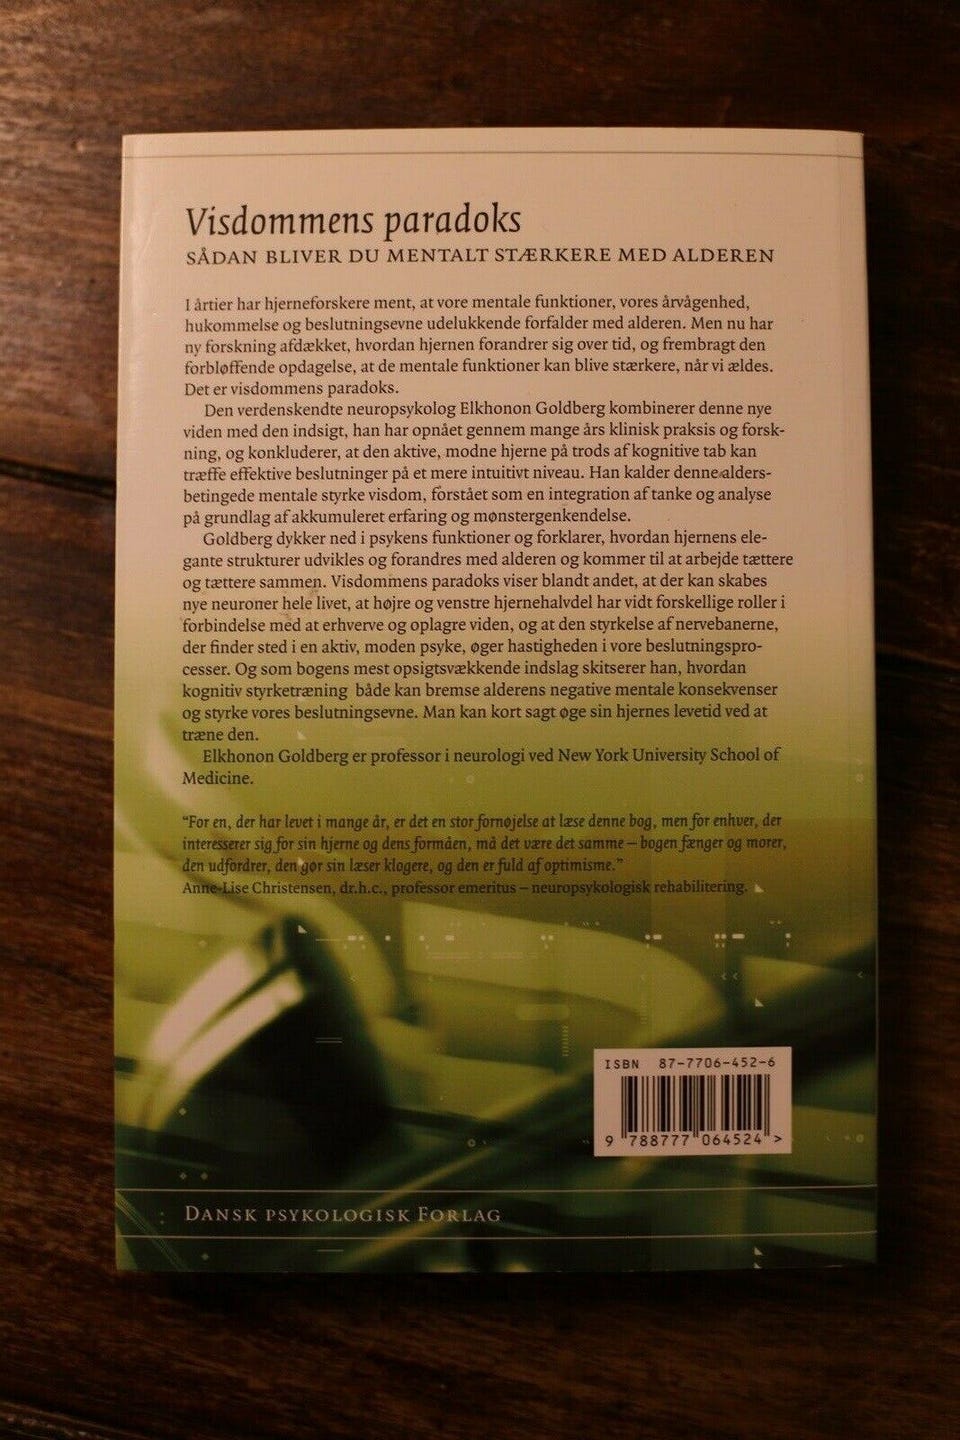 Visdommens paradoks
SÅDAN BLIVER DU MENTALT STÆRKERE MED ALDEREN
I årtier har hjerneforskere ment, at vore mentale funktioner, vores årvågenhed,
hukommelse og beslutningsevne udelukkende forfalder med alderen. Men nu har
ny forskning afdækket, hvordan hjernen forandrer sig over tid, og frembragt den
forbløffende opdagelse, at de mentale funktioner kan blive stærkere, når vi ældes.
Det er visdommens paradoks.
Den verdenskendte neuropsykolog Elkhonon Goldberg kombinerer denne nye
viden med den indsigt, han har opnået gennem mange års klinisk praksis og forsk-
ning, og konkluderer, at den aktive, modne hjerne på trods af kognitive tab kan
træffe effektive beslutninger på et mere intuitivt niveau. Han kalder denne alders-
betingede mentale styrke visdom, forstået som en integration af tanke og analyse
på grundlag af akkumuleret erfaring og mønstergenkendelse.
Goldberg dykker ned i psykens funktioner og forklarer, hvordan hjernens ele-
gante strukturer udvikles og forandres med alderen og kommer til at arbejde tættere
og tættere sammen. Visdommens paradoks viser blandt andet, at der kan skabes
nye neuroner hele livet, at højre og venstre hjernehalvdel har vidt forskellige roller i
forbindelse med at erhverve og oplagre viden, og at den styrkelse af nervebanerne,
der finder sted i en aktiv, moden psyke, øger hastigheden i vore beslutningspro-
cesser. Og som bogens mest opsigtsvækkende indslag skitserer han, hvordan
kognitiv styrketræning både kan bremse alderens negative mentale konsekvenser
og styrke vores beslutningsevne. Man kan kort sagt øge sin hjernes levetid ved at
træne den.
Elkhonon Goldberg er professor i neurologi ved New York University School of
Medicine.
“For en, der har levet i mange år, er det en stor fornøjelse at læse denne bog, men for enhver, der
interesserer sig for sin hjerne og dens formåen, må det være det samme – bogen fænger og morer,
den udfordrer, den gør sin læser klogere, og den er fuld af optimisme.”
Anne-Lise Christensen, dr.h.c., professor emeritus – neuropsykologisk rehabilitering.
ISBN 87-7706-452-6
9 788777 064524 >
DANSK PSYKOLOGISK FORLAG